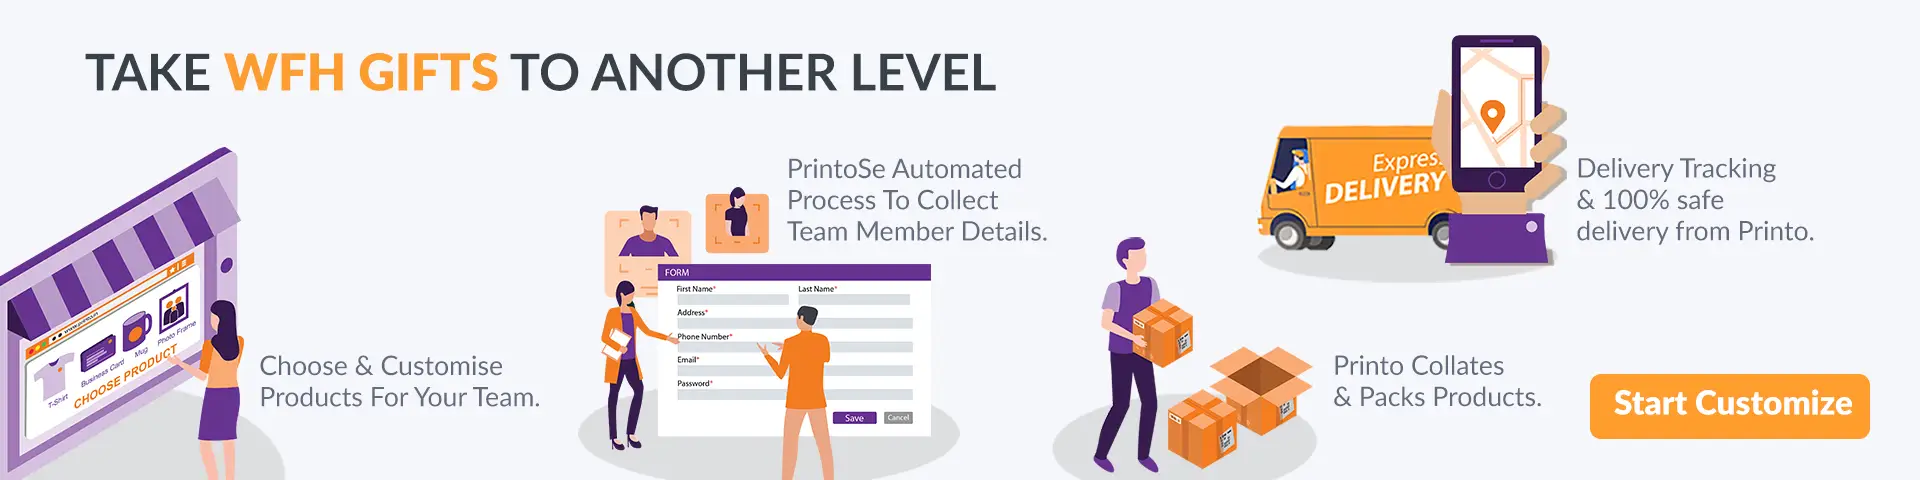 TAKE WFH GIFTS TO ANOTHER LEVEL
www.printo.in
T-Shirt
Business Card
Mug
Photo Frame
CHOOSE PRODUCT
Choose & Customise
Products For Your Team.
PrintoSe Automated
Process To Collect
Team Member Details.
FORM
First Name* Last Name*
Address*
Phone Number*
Email*
Password*
Save Cancel
Printo Collates
& Packs Products.
Express
DELIVERY
Delivery Tracking
& 100% safe
delivery from Printo.
Start Customize